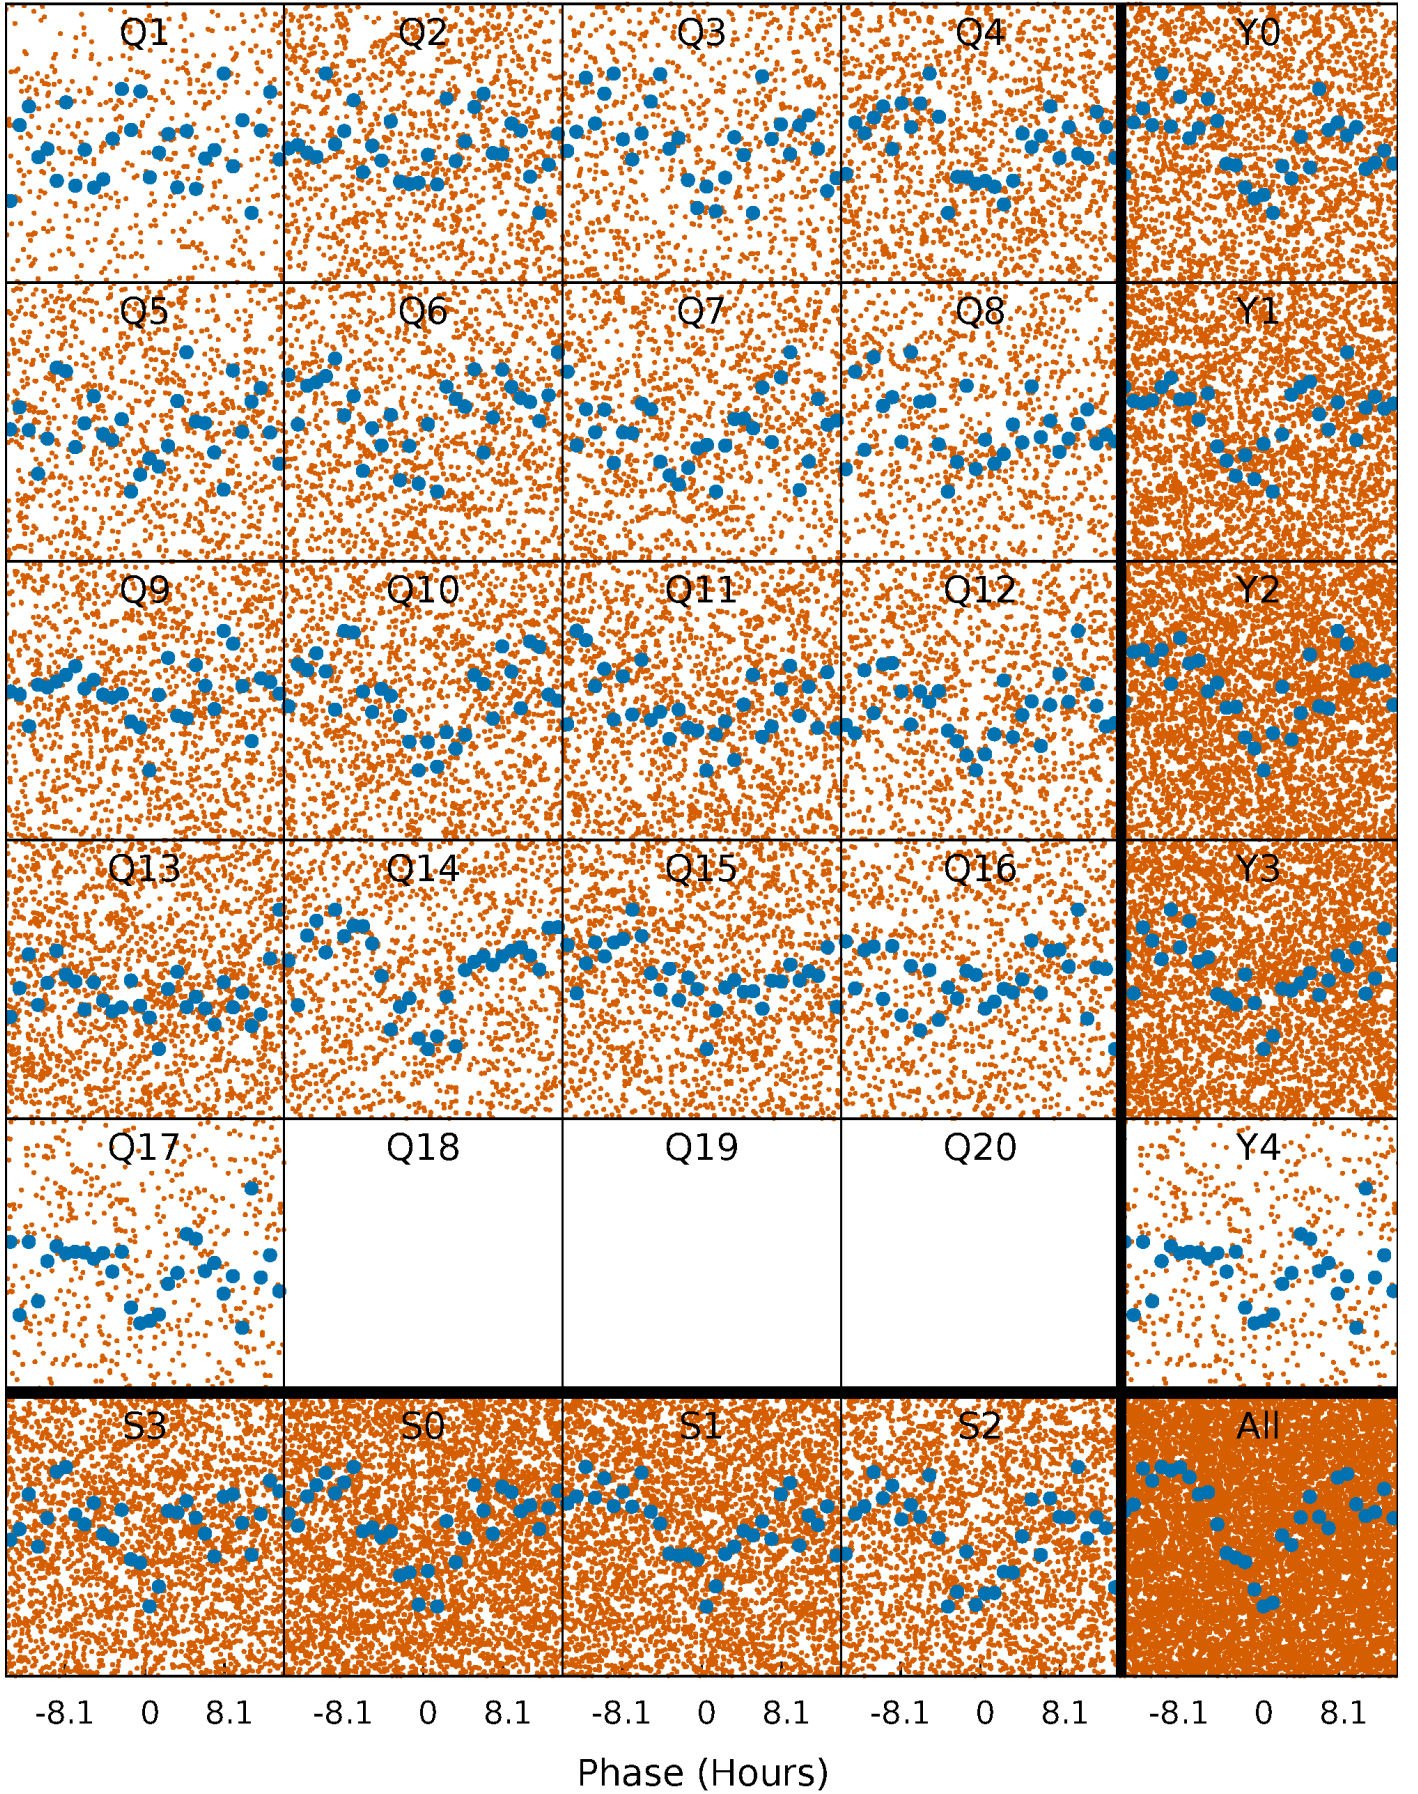 Q1 Q2 Q3 Q4 Y0
Q5 Q6 Q7 Q8 Y1
Q9 Q10 Q11 Q12 Y2
Q13 Q14 Q15 Q16 Y3
Q17 Q18 Q19 Q20 Y4
S3 S0 S1 S2 All
-8.1 0 8.1 -8.1 0 8.1 -8.1 0 8.1 -8.1 0 8.1 -8.1 0 8.1
Phase (Hours)